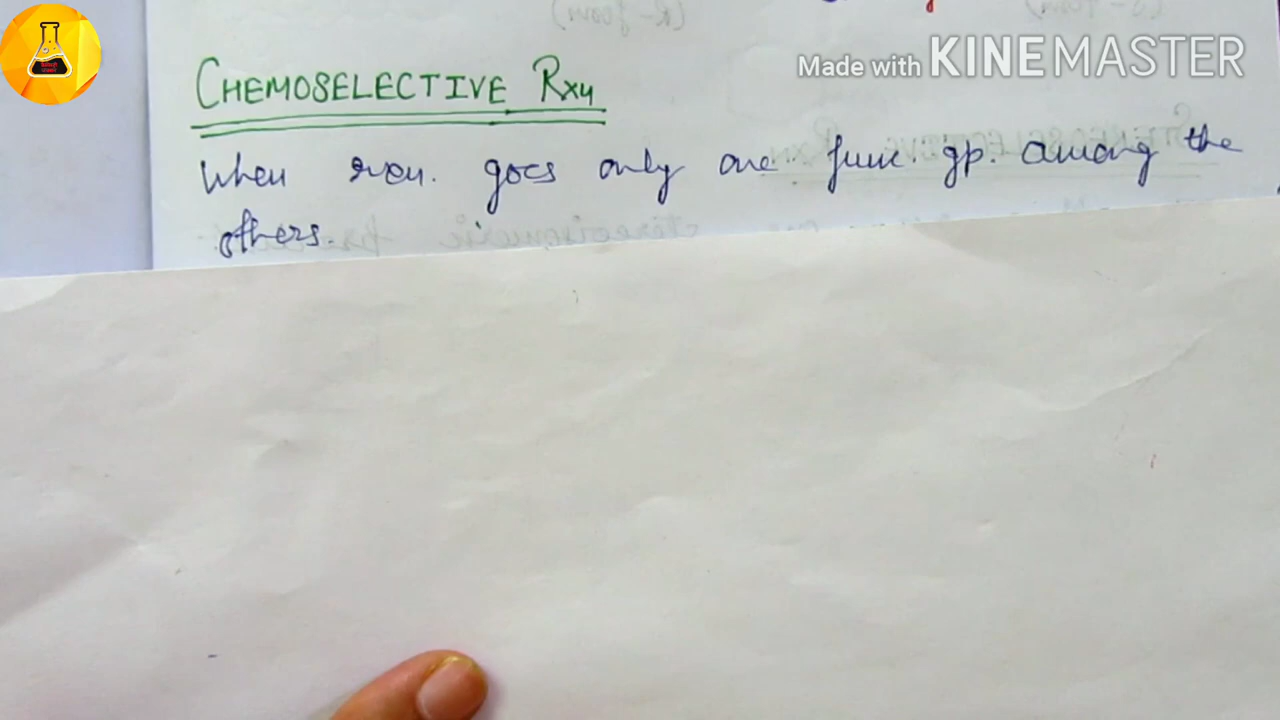 Made with KINEMASTER
CHEMOSELECTIVE Rxn
When rxn. goes only one func. gp. among the
others.